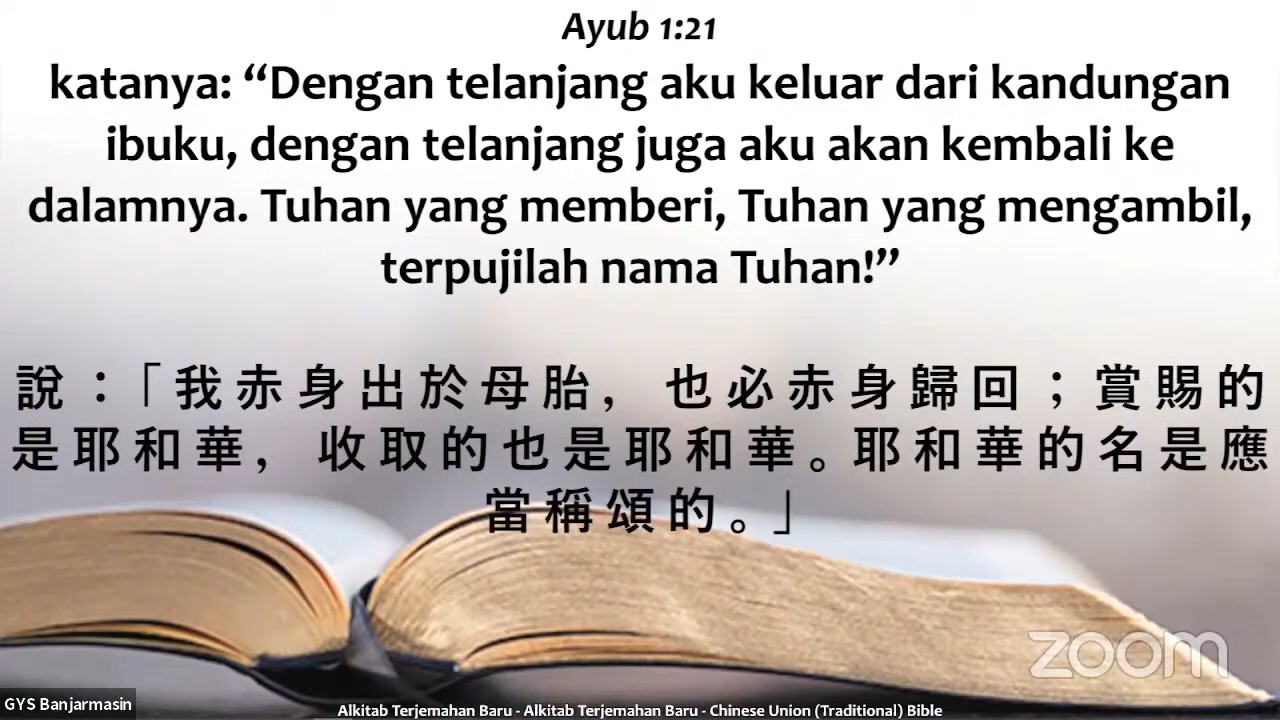 Ayub 1:21
katanya: “Dengan telanjang aku keluar dari kandungan
ibuku, dengan telanjang juga aku akan kembali ke
dalamnya. Tuhan yang memberi, Tuhan yang mengambil,
terpujilah nama Tuhan!”
說：「我赤身出於母胎，也必赤身歸回；賞賜的
是耶和華，收取的也是耶和華。耶和華的名是應
當稱頌的。」
zoom
GYS Banjarmasin
Alkitab Terjemahan Baru - Alkitab Terjemahan Baru - Chinese Union (Traditional) Bible